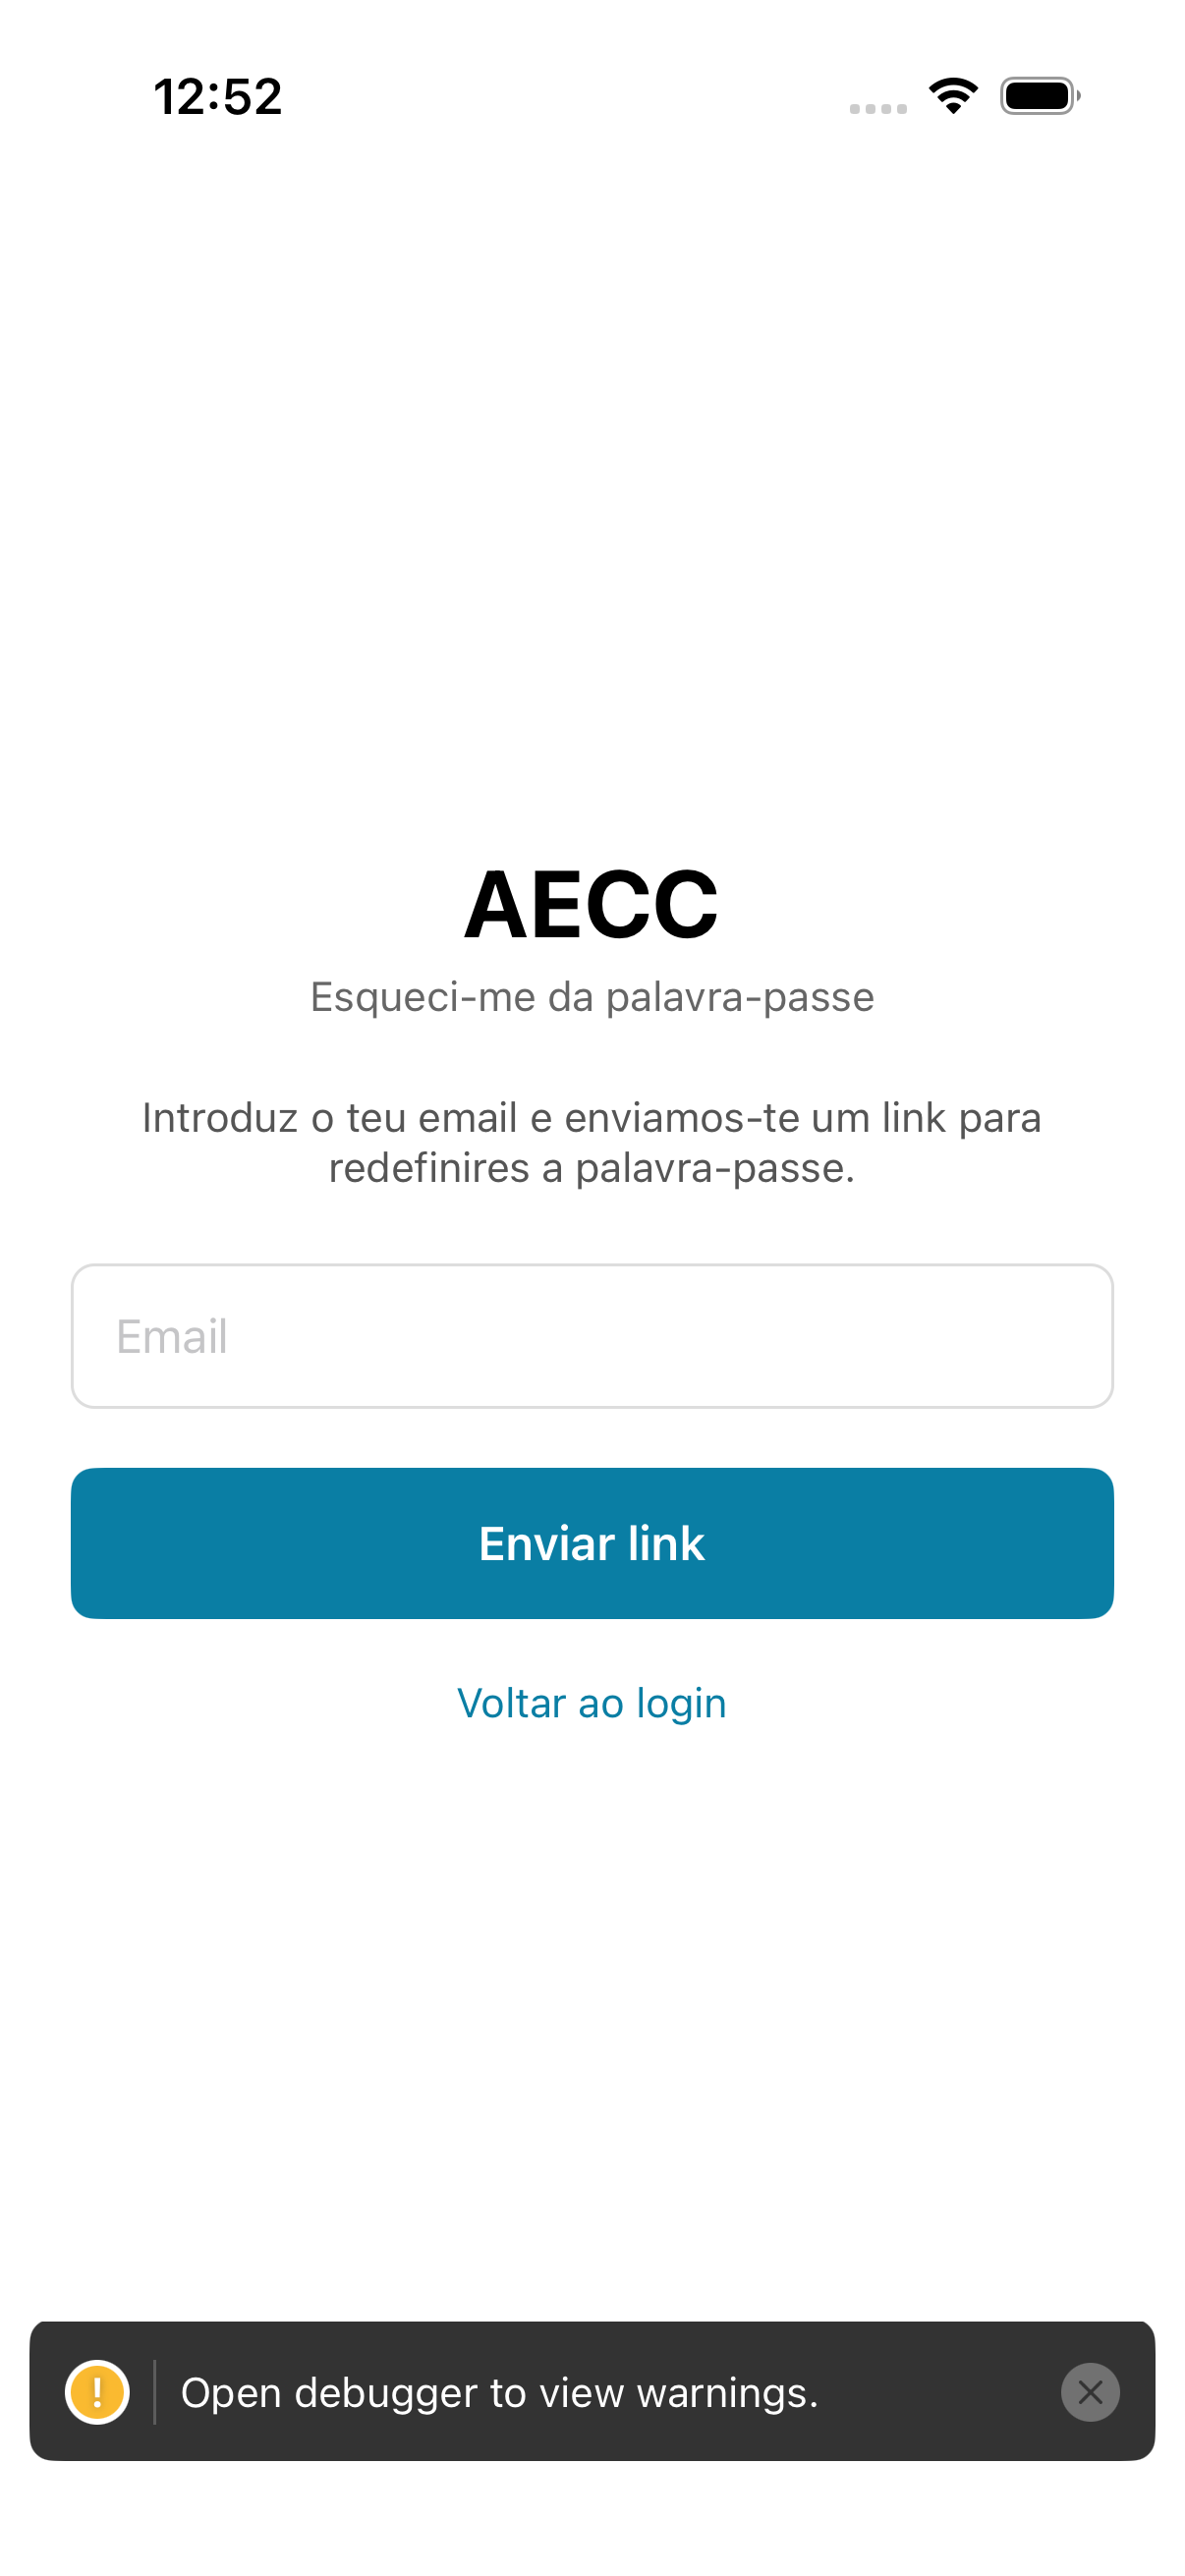 12:52
AECC
Esqueci-me da palavra-passe
Introduz o teu email e enviamos-te um link para
redefinires a palavra-passe.
Email
Enviar link
Voltar ao login
! Open debugger to view warnings.